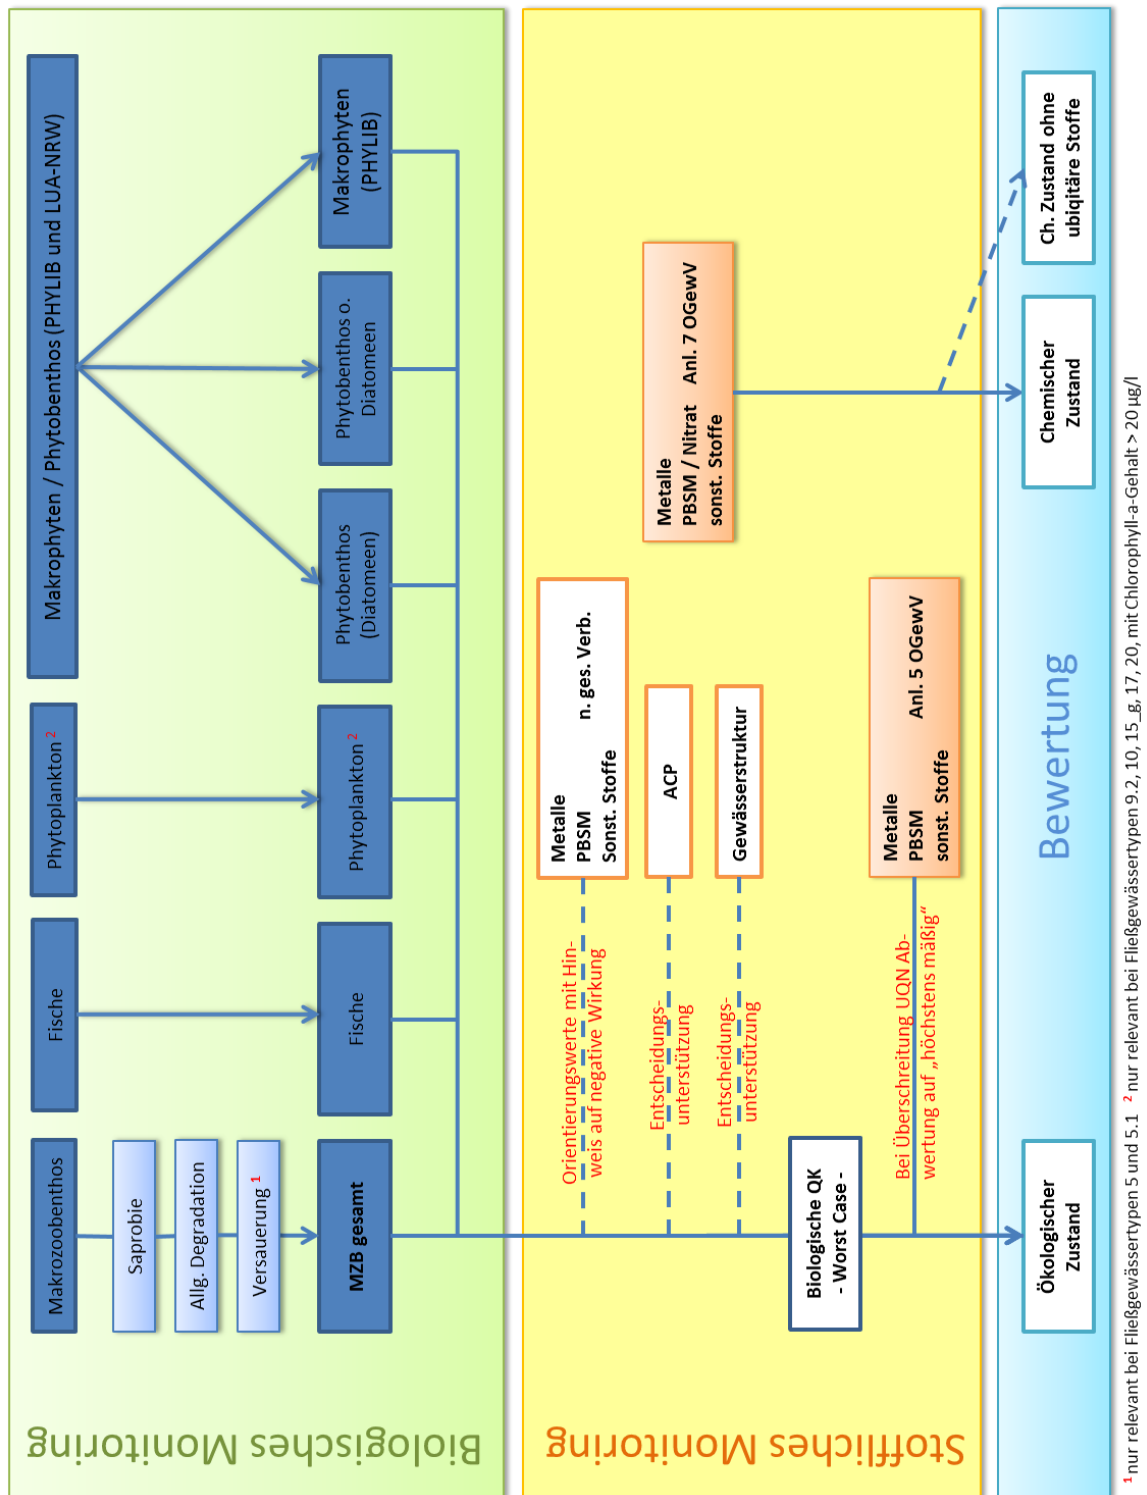 Biologisches Monitoring
Makrozoobenthos
Fische
Phytoplankton ²
Makrophyten / Phytobenthos (PHYLIB und LUA-NRW)
Saprobie
Allg. Degradation
Versauerung ¹
MZB gesamt
Fische
Phytoplankton ²
Phytobenthos
(Diatomeen)
Phytobenthos o.
Diatomeen
Makrophyten
(PHYLIB)
Stoffliches Monitoring
Orientierungswerte mit Hin-
weis auf negative Wirkung
Metalle
PBSM n. ges. Verb.
Sonst. Stoffe
Entscheidungs-
unterstützung
ACP
Entscheidungs-
unterstützung
Gewässerstruktur
Metalle
PBSM / Nitrat Anl. 7 OGewV
sonst. Stoffe
Biologische QK
- Worst Case -
Bei Überschreitung UQN Ab-
wertung auf „höchstens mäßig“
Metalle
PBSM Anl. 5 OGewV
sonst. Stoffe
Ökologischer
Zustand
Bewertung
Chemischer
Zustand
Ch. Zustand ohne
ubiqitäre Stoffe
¹ nur relevant bei Fließgewässertypen 5 und 5.1 ² nur relevant bei Fließgewässertypen 9.2, 10, 15_g, 17, 20, mit Chlorophyll-a-Gehalt > 20 µg/l